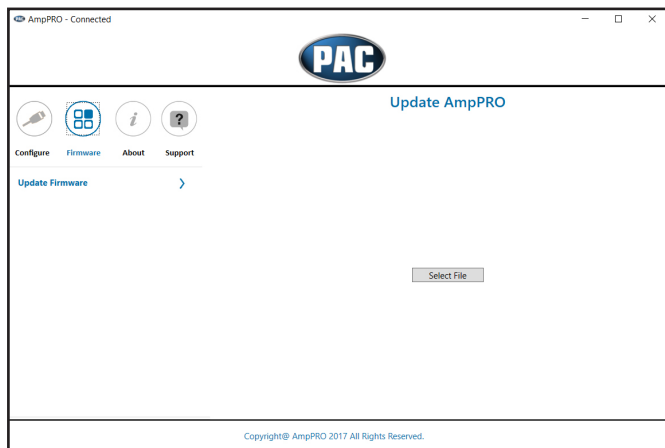 AmpPRO - Connected
PAC
Update AmpPRO
Configure Firmware About Support
Update Firmware
Select File
Copyright@ AmpPRO 2017 All Rights Reserved.